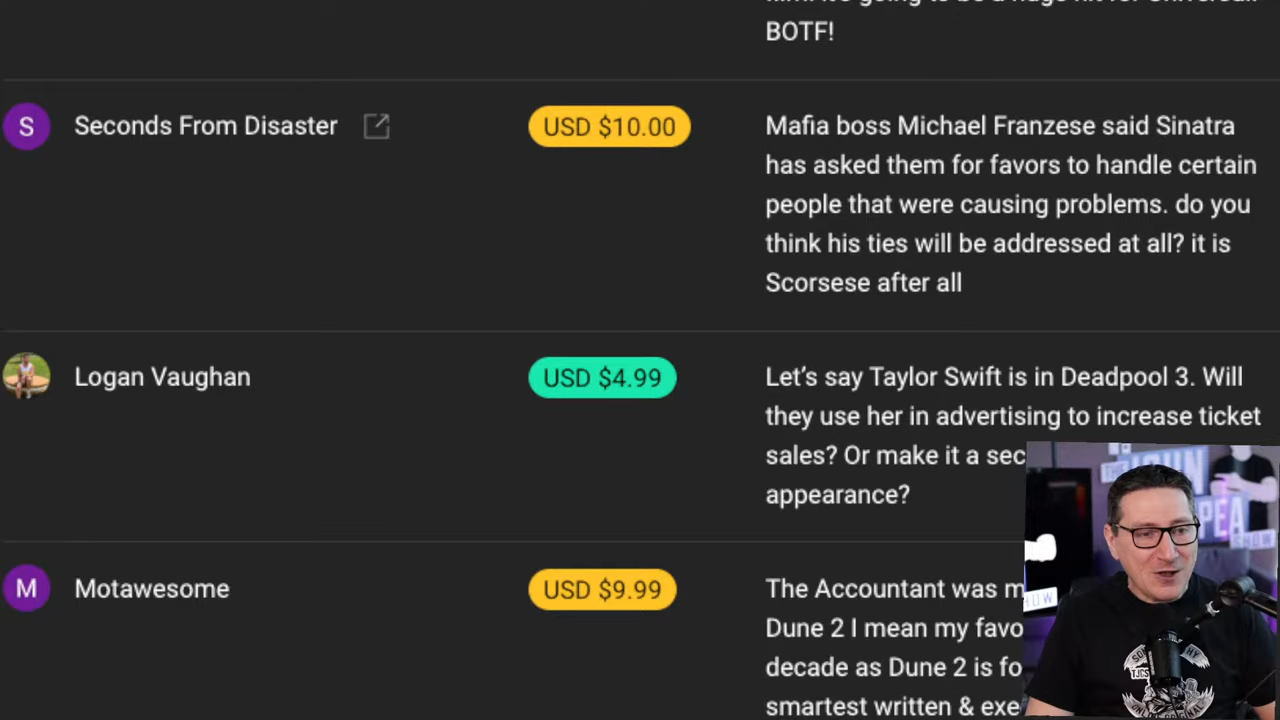 BOTF!
S Seconds From Disaster USD $10.00 Mafia boss Michael Franzese said Sinatra
has asked them for favors to handle certain
people that were causing problems. do you
think his ties will be addressed at all? it is
Scorsese after all
Logan Vaughan USD $4.99 Let's say Taylor Swift is in Deadpool 3. Will
they use her in advertising to increase ticket
sales? Or make it a sec
appearance?
M Motawesome USD $9.99 The Accountant was m
Dune 2 I mean my favo
decade as Dune 2 is fo
smartest written & exe